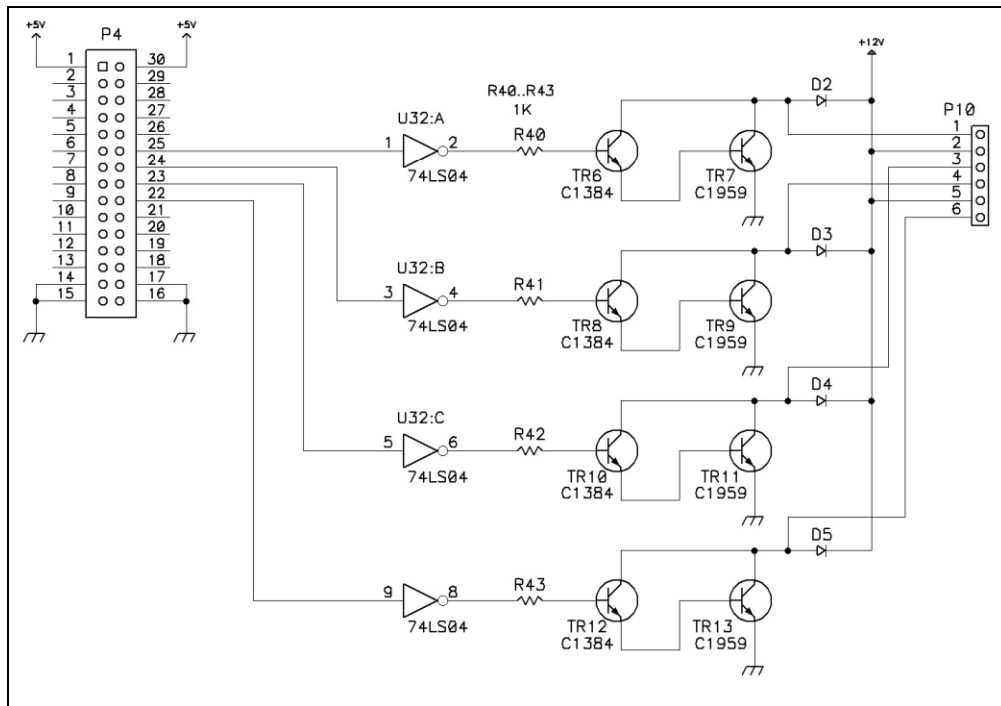 +5V
+5V
P4
1
2
3
4
5
6
7
8
9
10
11
12
13
14
15
30
29
28
27
26
25
24
23
22
21
20
19
18
17
16
U32:A
1
2
74LS04
R40..R43
1K
R40
TR6
C1384
TR7
C1959
D2
+12V
P10
1
2
3
4
5
6
U32:B
3
4
74LS04
R41
TR8
C1384
TR9
C1959
D3
U32:C
5
6
74LS04
R42
TR10
C1384
TR11
C1959
D4
9
8
74LS04
R43
TR12
C1384
TR13
C1959
D5